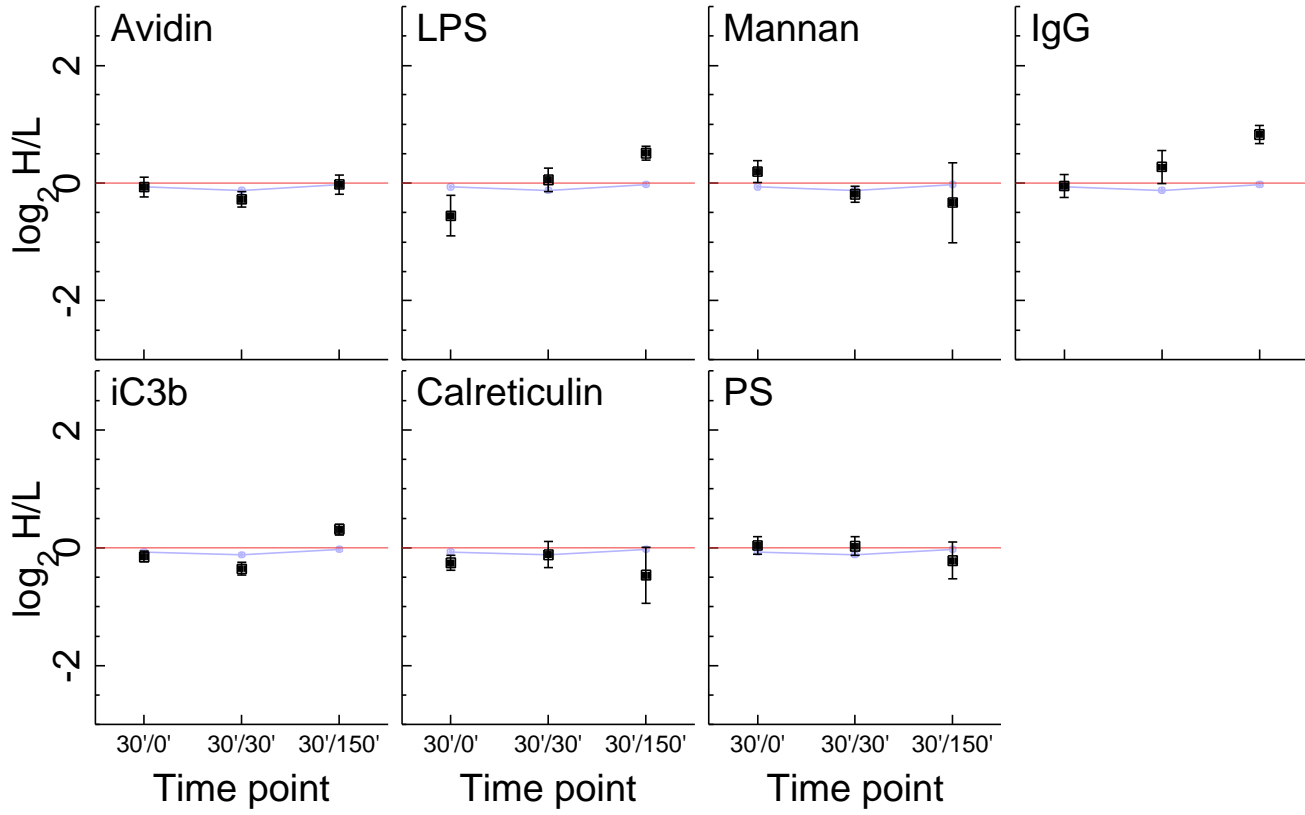 Avidin
LPS
Mannan
IgG
2
0
-2
log2 H/L
iC3b
Calreticulin
PS
2
0
-2
log2 H/L
30'/0' 30'/30' 30'/150'
30'/0' 30'/30' 30'/150'
30'/0' 30'/30' 30'/150'
Time point
Time point
Time point